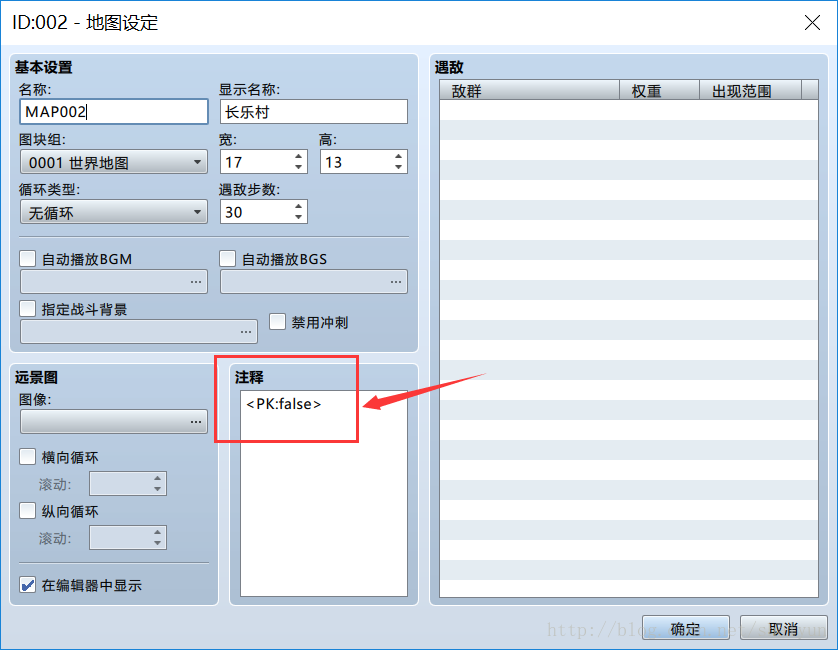 ID:002 - 地图设定
基本设置
名称:
显示名称:
MAP002
长乐村
图块组:
宽:
高:
0001 世界地图
17
13
循环类型:
遇敌步数:
无循环
30
自动播放BGM
自动播放BGS
...
...
指定战斗背景
...
禁用冲刺
远景图
图像:
...
横向循环
滚动:
纵向循环
滚动:
在编辑器中显示
注释
<PK:false>
遇敌
敌群
权重
出现范围
http://blog
确定
取消